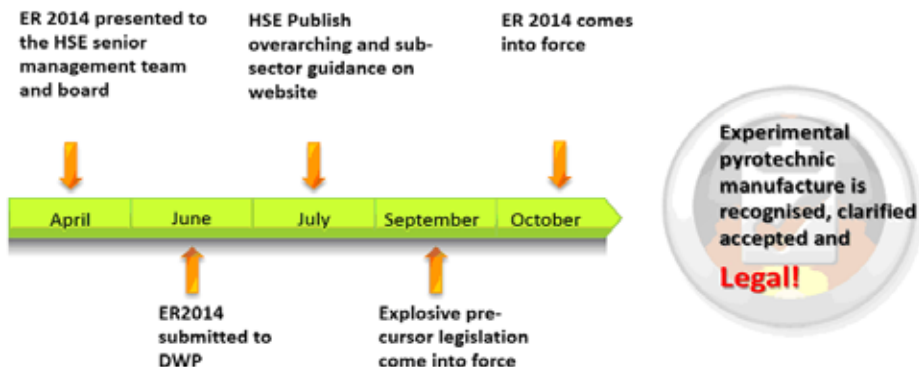 ER 2014 presented to
the HSE senior
management team
and board
HSE Publish
overarching and sub-
sector guidance on
website
ER 2014 comes
into force
April
June
July
September
October
ER2014
submitted to
DWP
Explosive pre-
cursor legislation
come into force
Experimental
pyrotechnic
manufacture is
recognised, clarified
accepted and
Legal!